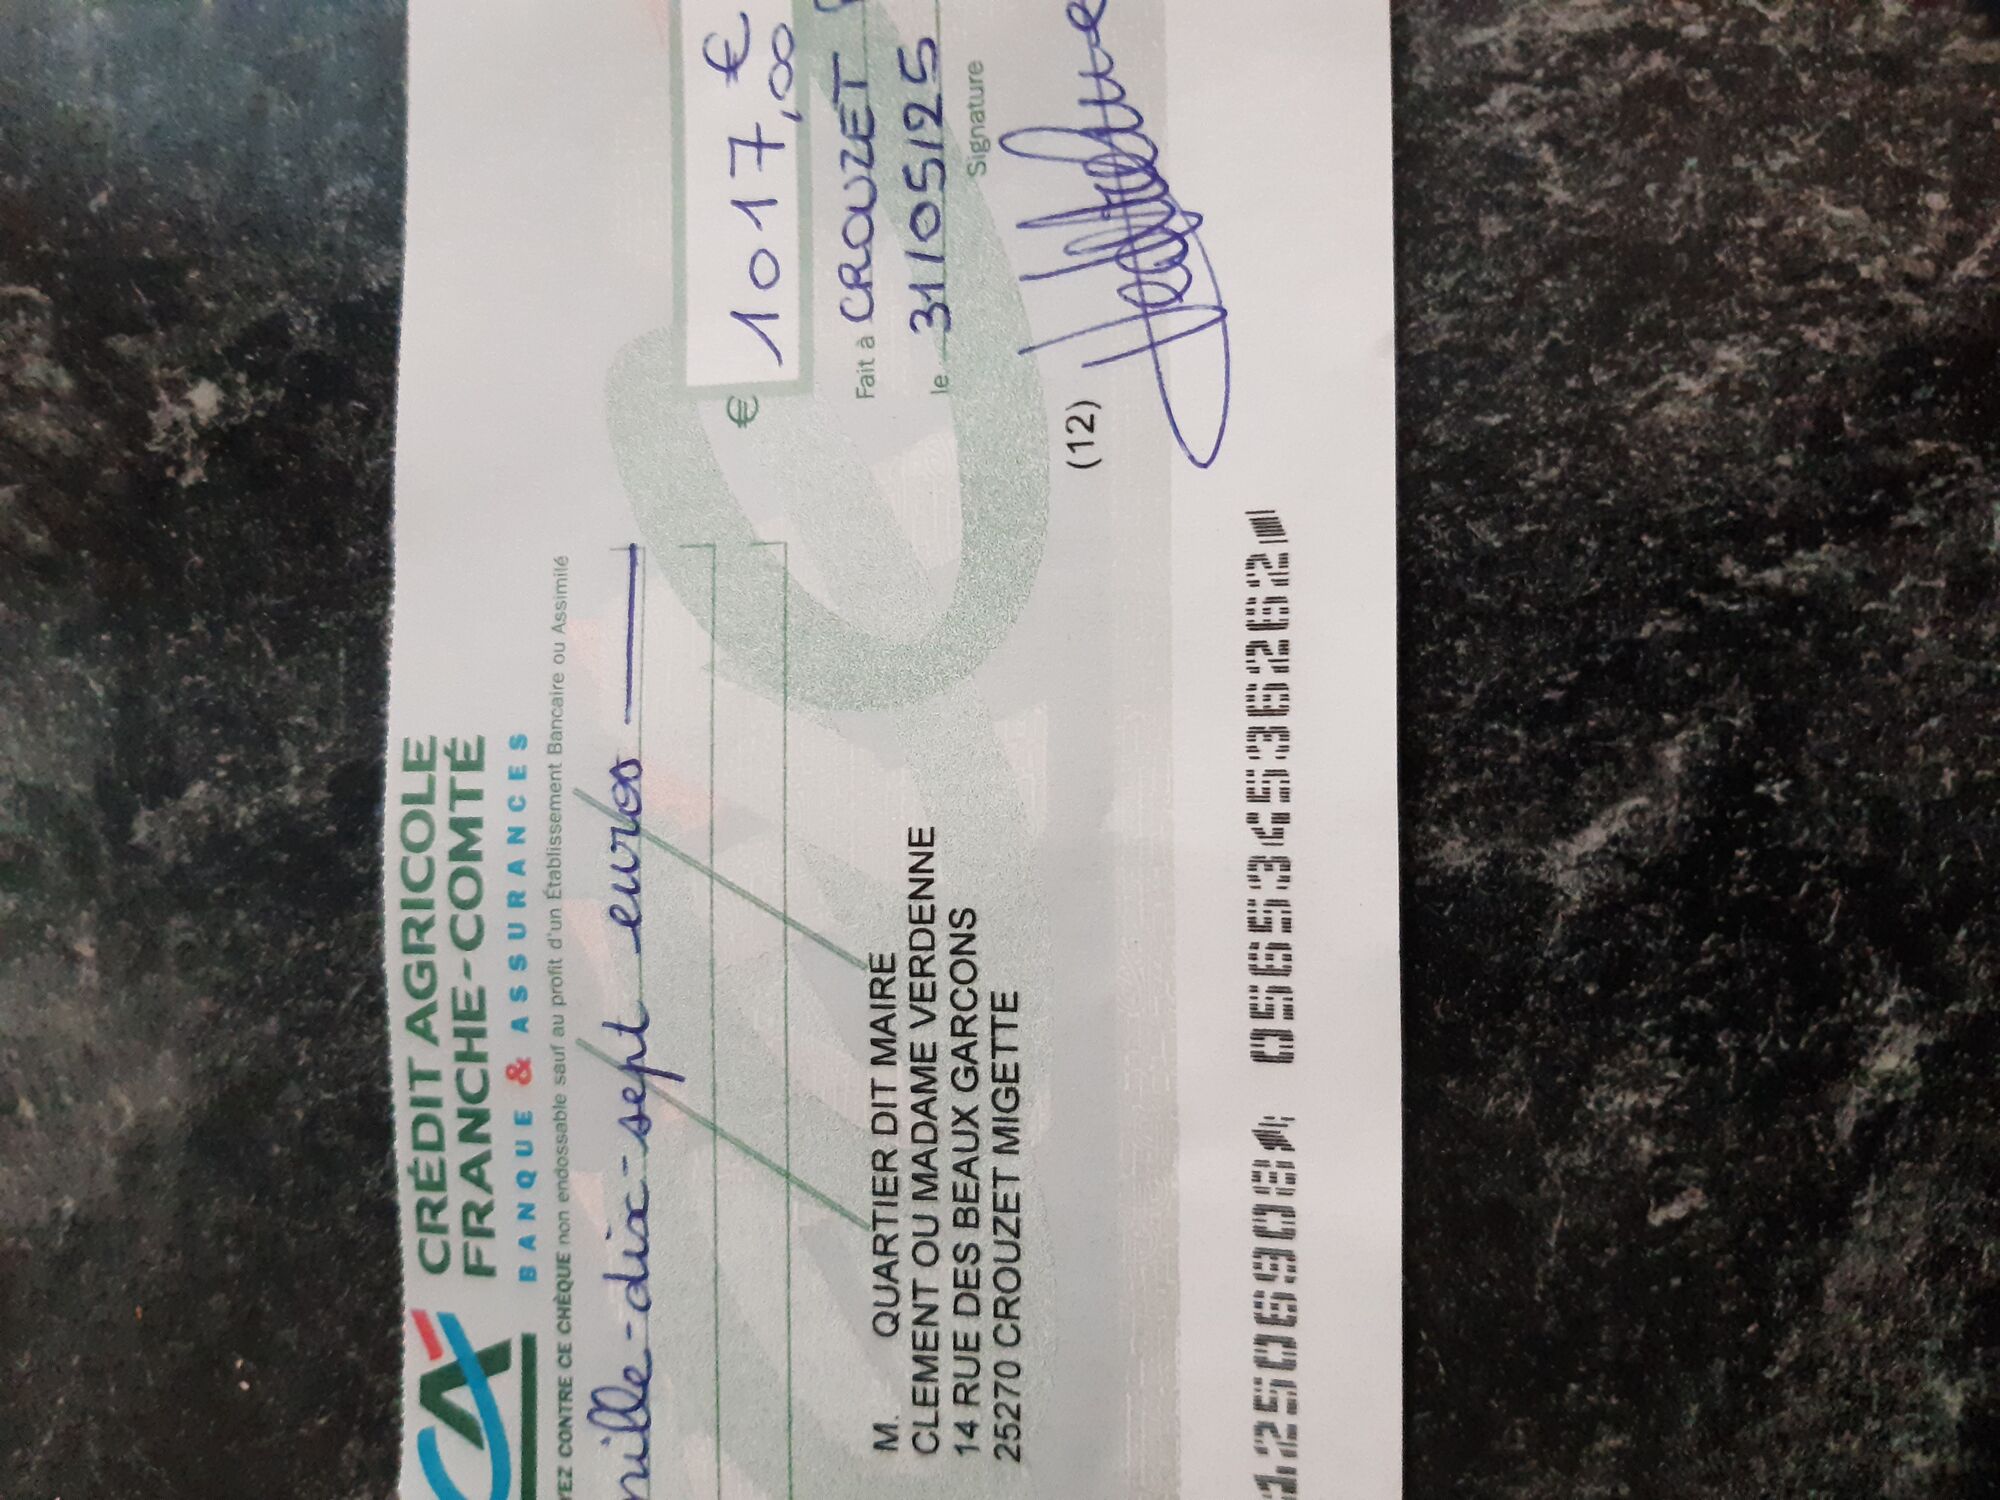 CRÉDIT AGRICOLE
FRANCHE-COMTÉ
BANQUE & ASSURANCES
CONTRE CE CHÈQUE non endossable sauf au profit d'un Établissement Bancaire ou Assimilé
mille-dix-sept euros
€ 1017,00 €
Fait à CROUZET
le 31/05/25
Signature
M. QUARTIER DIT MAIRE
CLEMENT OU MADAME VERDENNE
14 RUE DES BEAUX GARCONS
25270 CROUZET MIGETTE
(12)